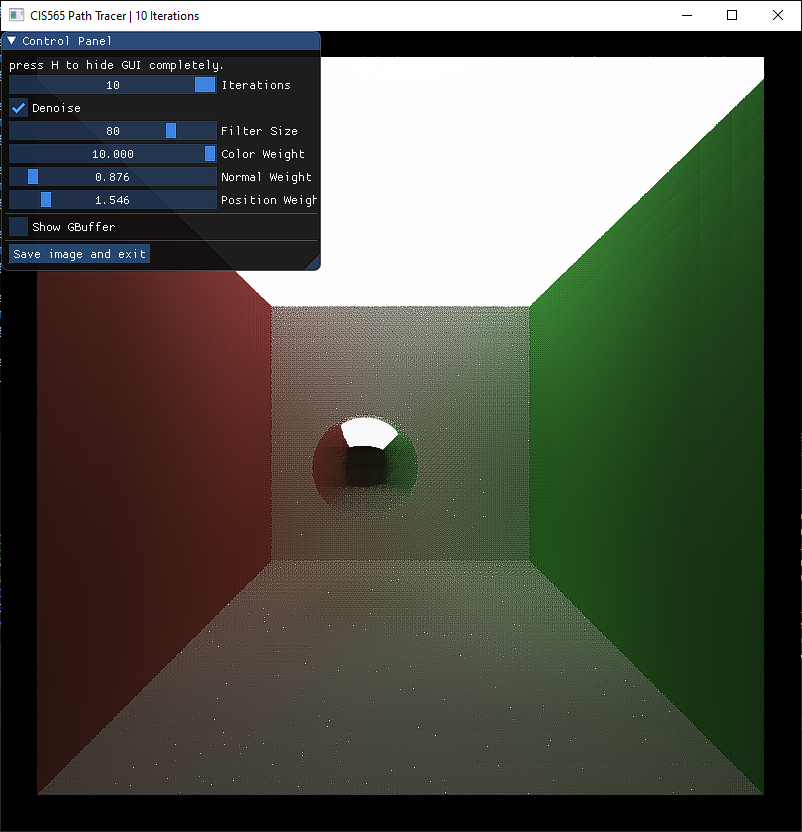 CIS565 Path Tracer | 10 Iterations
Control Panel
press H to hide GUI completely.
10 Iterations
Denoise
80 Filter Size
10.000 Color Weight
0.876 Normal Weight
1.546 Position Weigh
Show GBuffer
Save image and exit